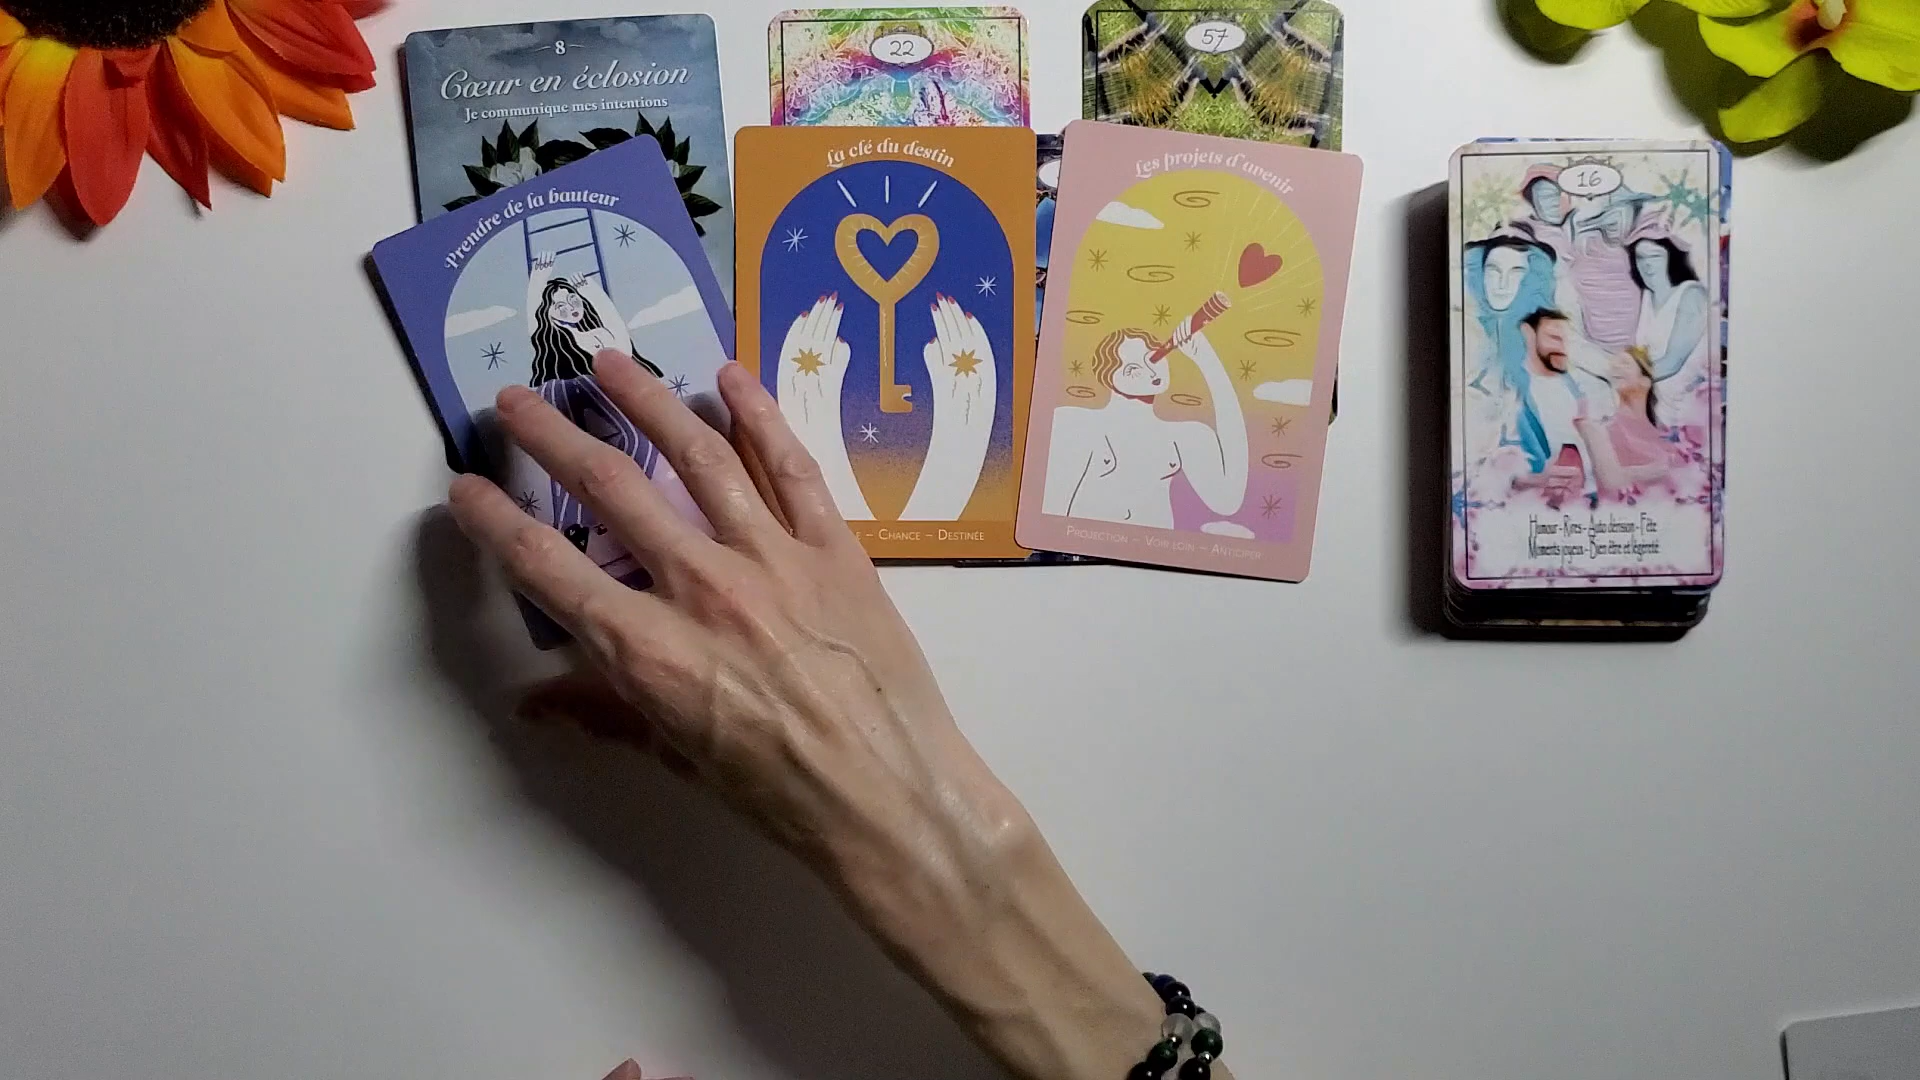 8
Cœur en éclosion
Je communique mes intentions
22
57
Prendre de la hauteur
La clé du destin
Les projets d'avenir
– Chance – Destinée
Projection – Voir loin – Anticiper
16
Humour - Rires - Auto dérision - Fête
Moments joyeux - Bien être et légèreté